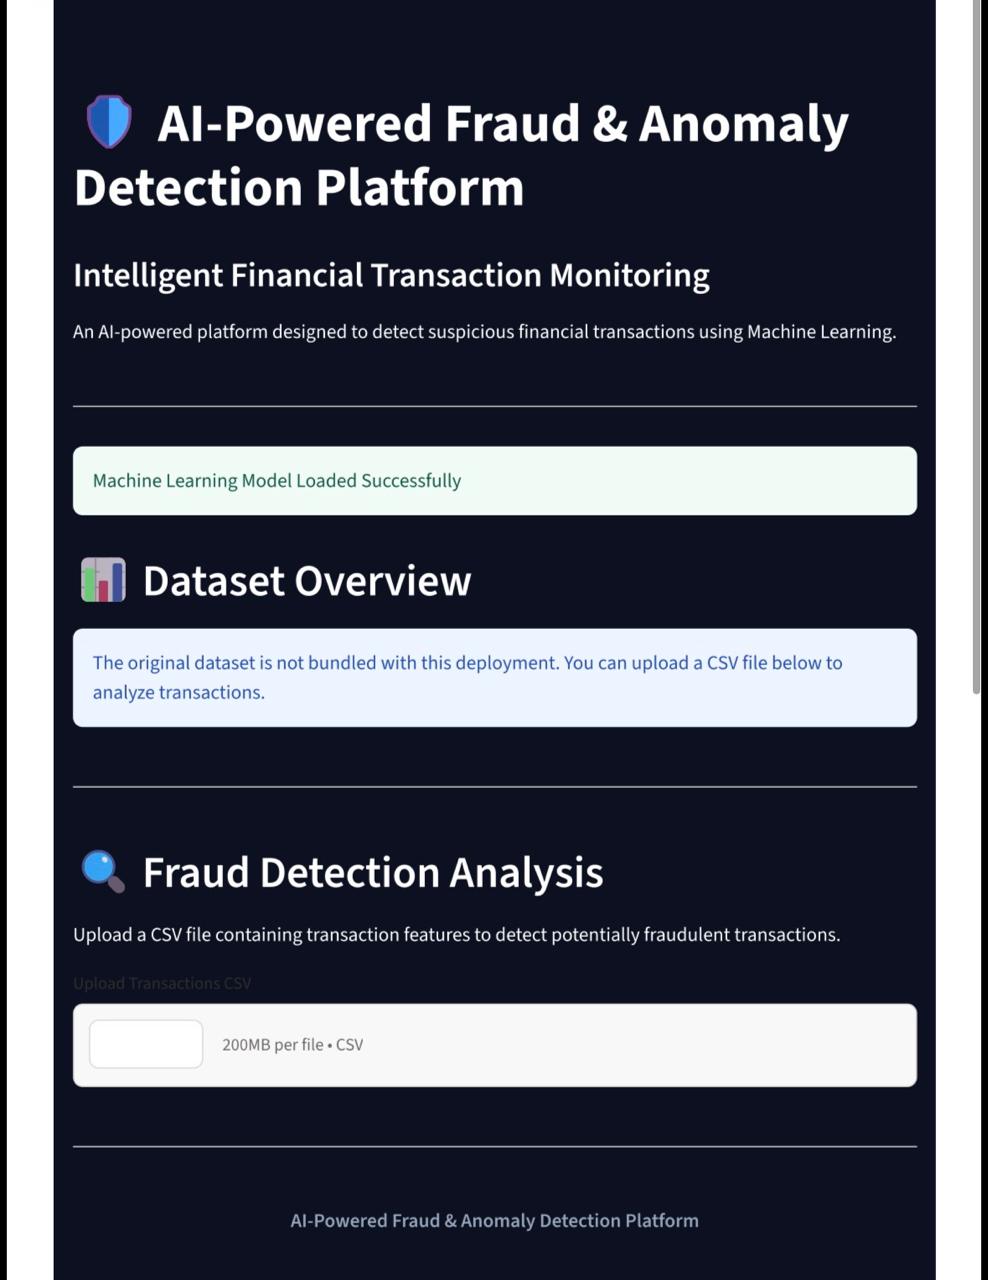 AI-Powered Fraud & Anomaly
Detection Platform
Intelligent Financial Transaction Monitoring
An AI-powered platform designed to detect suspicious financial transactions using Machine Learning.
Machine Learning Model Loaded Successfully
Dataset Overview
The original dataset is not bundled with this deployment. You can upload a CSV file below to
analyze transactions.
Fraud Detection Analysis
Upload a CSV file containing transaction features to detect potentially fraudulent transactions.
Upload Transactions CSV
200MB per file • CSV
AI-Powered Fraud & Anomaly Detection Platform